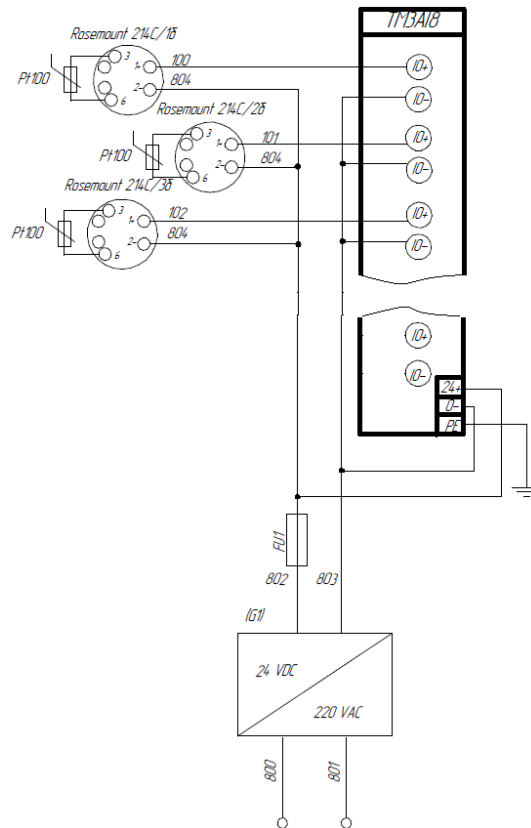 TM3AI8
Rosemount 214C/1б
Pt100
3
6
1+
2-
100
804
IO+
IO-
Rosemount 214C/2б
Pt100
3
6
1+
2-
101
804
IO+
IO-
Rosemount 214C/3б
Pt100
3
6
1+
2-
102
804
IO+
IO-
IO+
IO-
24+
0-
PE
FU1
802
803
(G1)
24 VDC
220 VAC
800
801